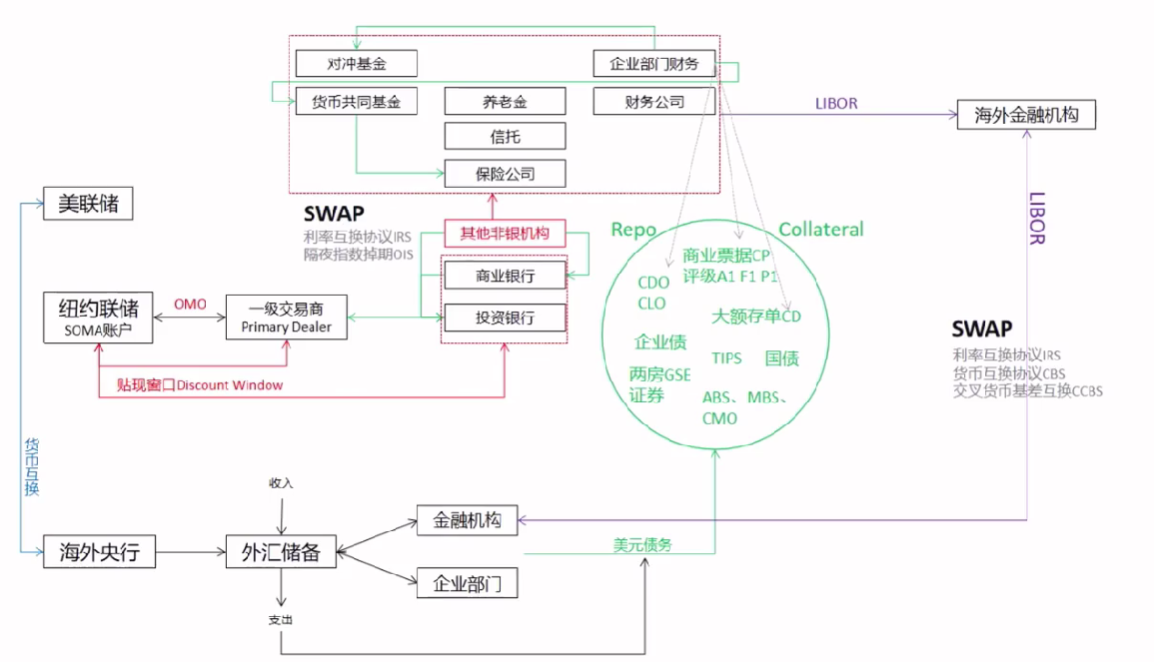 对冲基金
企业部门财务
货币共同基金
养老金
财务公司
信托
保险公司
LIBOR
海外金融机构
美联储
SWAP
利率互换协议IRS
隔夜指数掉期OIS
其他非银机构
商业银行
投资银行
Repo
Collateral
商业票据CP
评级A1 F1 P1
CDO
CLO
大额存单CD
企业债
TIPS
国债
两房GSE
证券
ABS、MBS、
CMO
LIBOR
纽约联储
SOMA账户
OMO
一级交易商
Primary Dealer
贴现窗口Discount Window
SWAP
利率互换协议IRS
货币互换协议CBS
交叉货币基差互换CCBS
货币互换
收入
金融机构
海外央行
外汇储备
美元债务
企业部门
支出